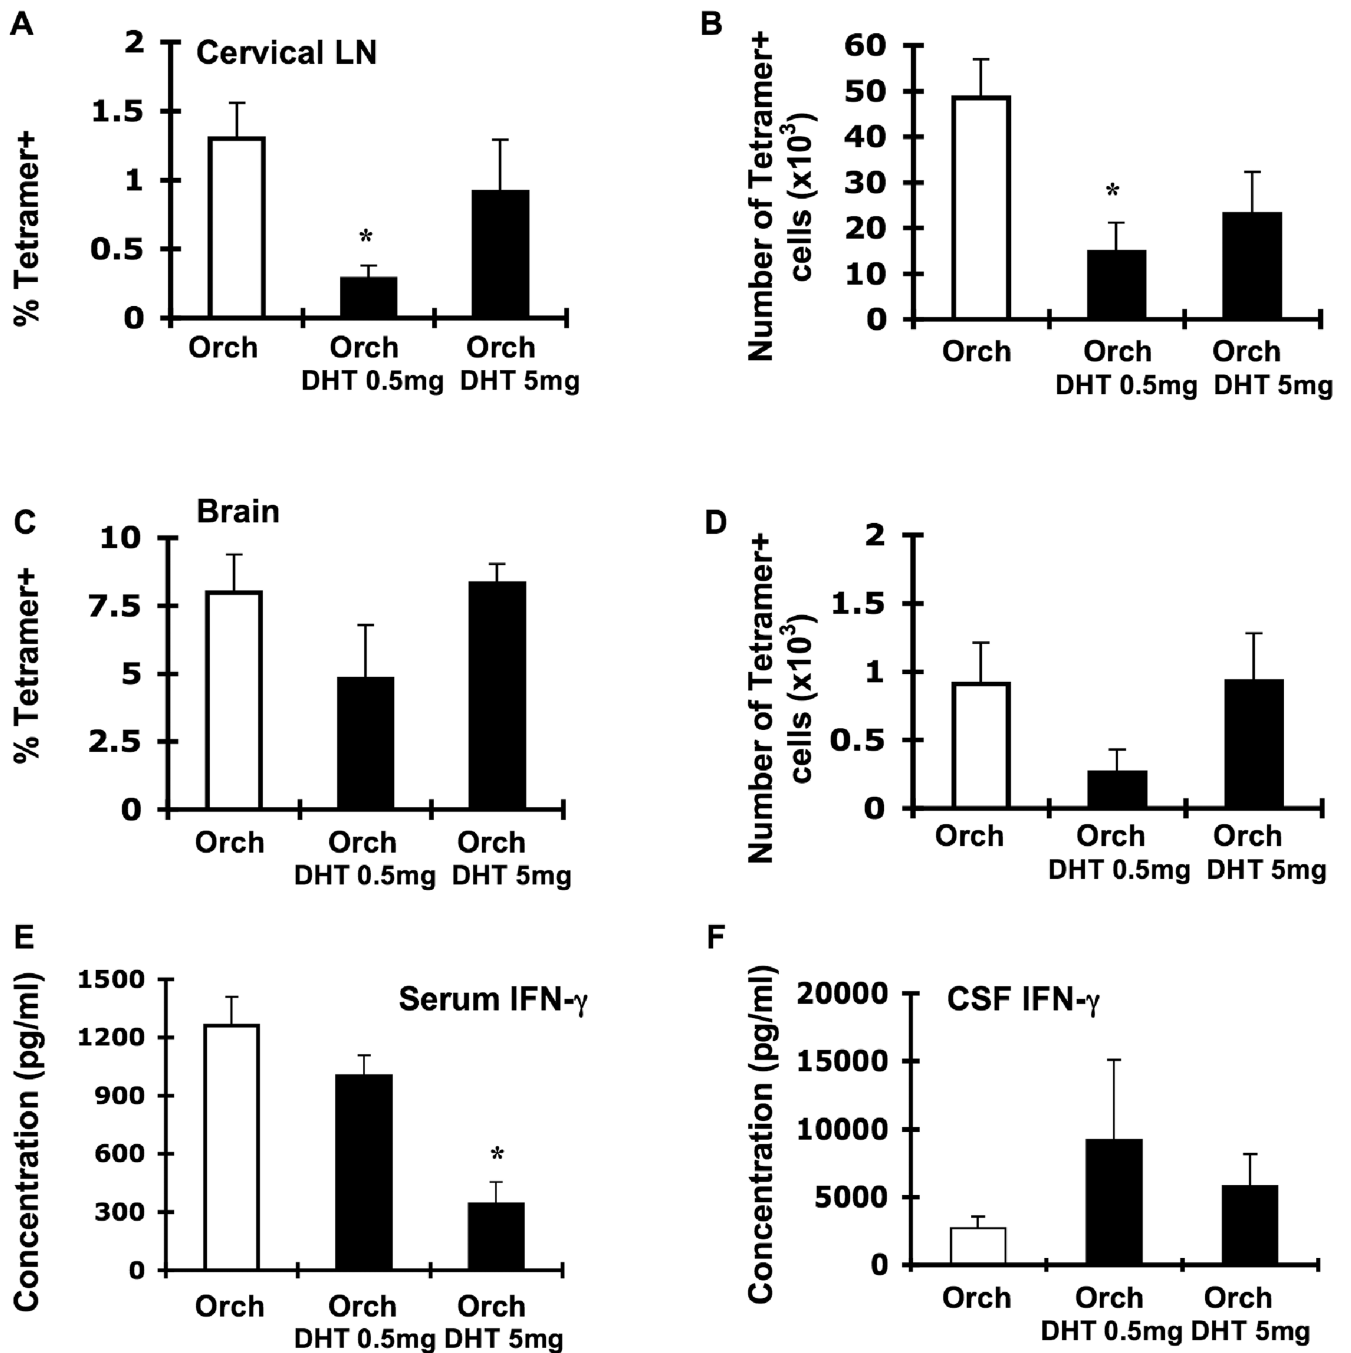 A
Cervical LN
% Tetramer+
2
1.5
1
0.5
0
*
Orch
Orch
Orch
DHT 0.5mg
DHT 5mg
B
Number of Tetramer+
cells (x10³)
60
50
40
30
20
10
0
*
Orch
Orch
Orch
DHT 0.5mg
DHT 5mg
C
Brain
% Tetramer+
10
7.5
5
2.5
0
Orch
Orch
Orch
DHT 0.5mg
DHT 5mg
D
Number of Tetramer+
cells (x10³)
2
1.5
1
0.5
0
Orch
Orch
Orch
DHT 0.5mg
DHT 5mg
E
Serum IFN-γ
Concentration (pg/ml)
1500
1200
900
600
300
0
*
Orch
Orch
Orch
DHT 0.5mg
DHT 5mg
F
CSF IFN-γ
Concentration (pg/ml)
20000
15000
10000
5000
0
Orch
Orch
Orch
DHT 0.5mg
DHT 5mg